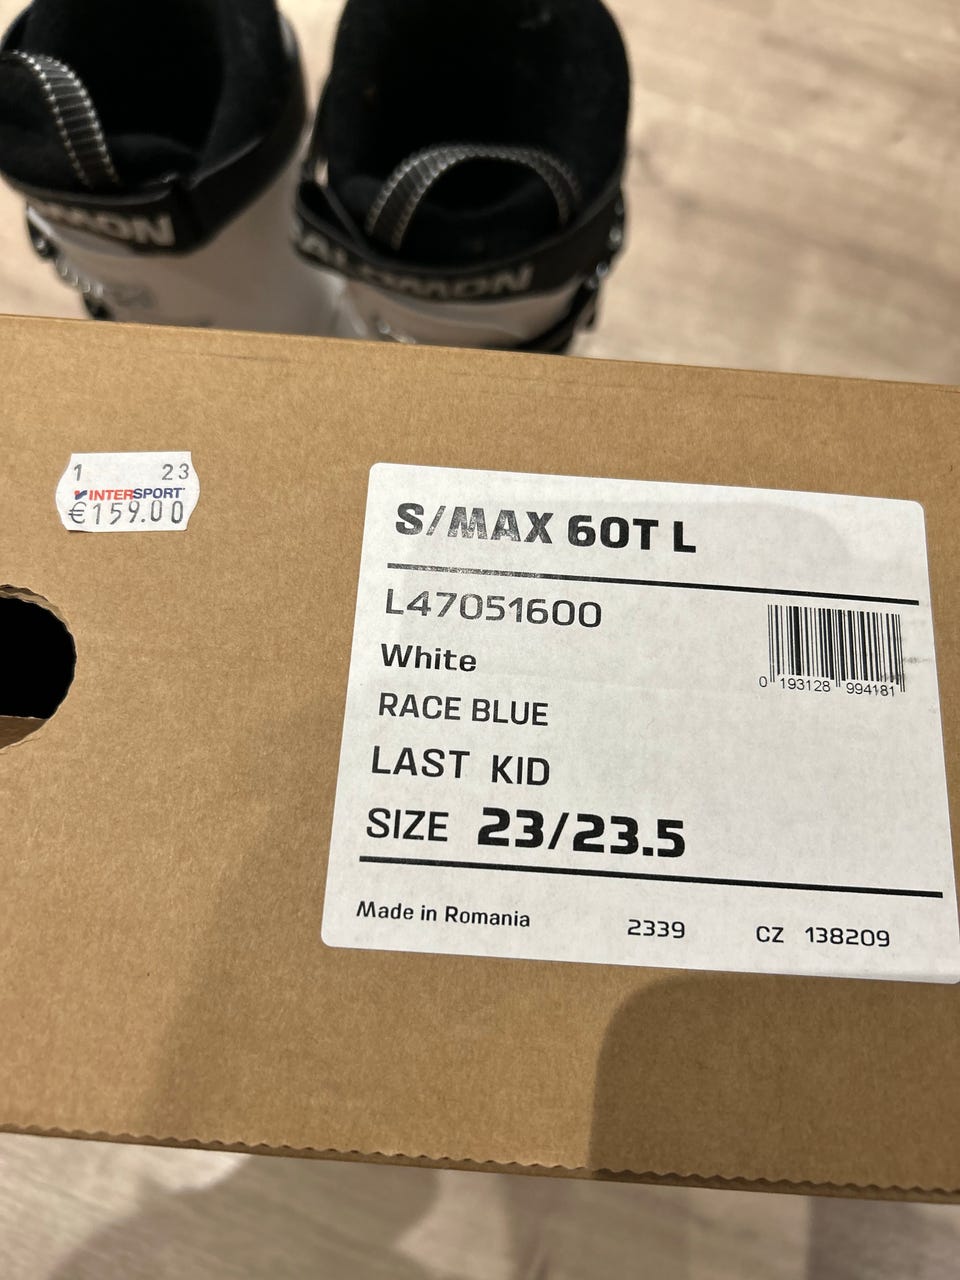 SALOMON
1 23
INTERSPORT
€159.00
S/MAX 60T L
L47051600
White
RACE BLUE
LAST KID
SIZE 23/23.5
0 193128 994181
Made in Romania 2339 CZ 138209